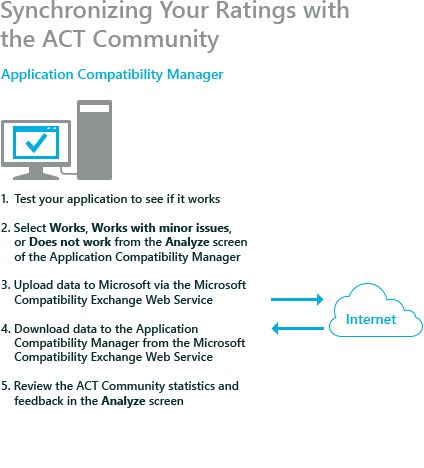 Synchronizing Your Ratings with
the ACT Community
Application Compatibility Manager
1. Test your application to see if it works
2. Select Works, Works with minor issues,
or Does not work from the Analyze screen
of the Application Compatibility Manager
3. Upload data to Microsoft via the Microsoft
Compatibility Exchange Web Service
4. Download data to the Application
Compatibility Manager from the Microsoft
Compatibility Exchange Web Service
5. Review the ACT Community statistics and
feedback in the Analyze screen
Internet